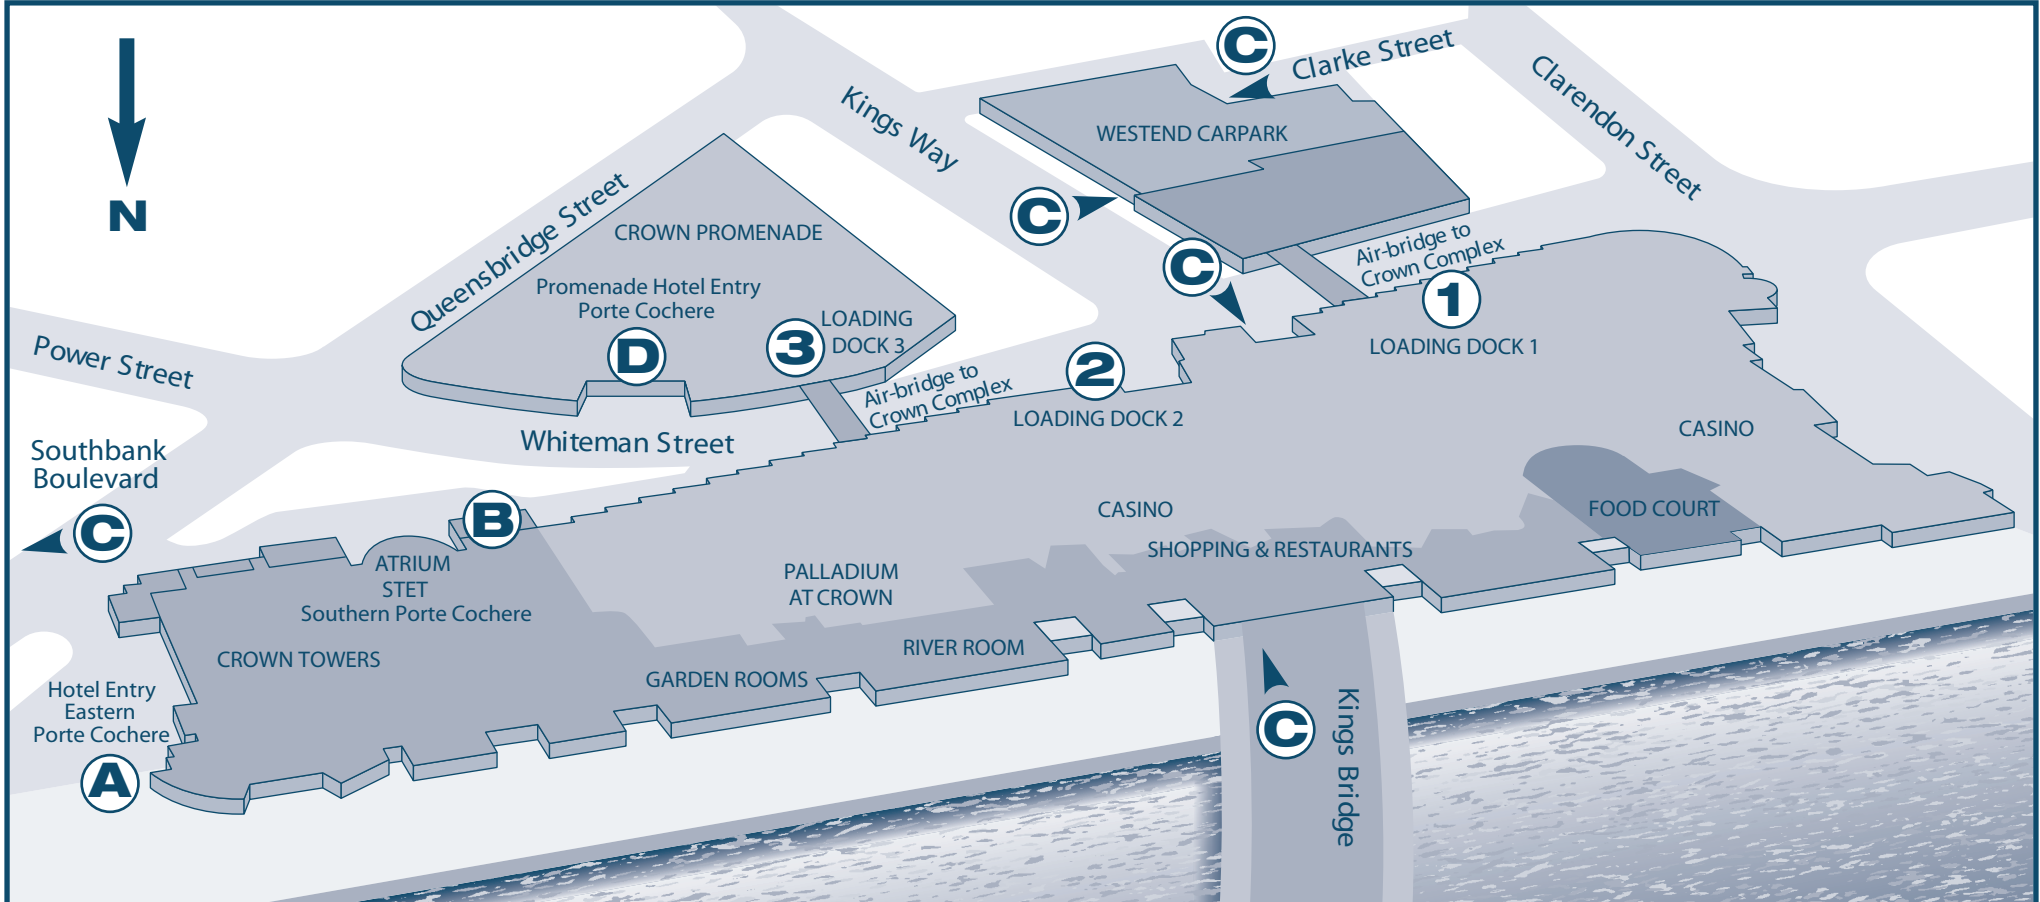 N
C
Clarke Street
Clarendon Street
Kings Way
WESTEND CARPARK
C
C
Air-bridge to
Crown Complex
1
LOADING DOCK 1
Queensbridge Street
CROWN PROMENADE
Promenade Hotel Entry
Porte Cochere
D
3
LOADING
DOCK 3
Power Street
Air-bridge to
Crown Complex
2
LOADING DOCK 2
Whiteman Street
Southbank
Boulevard
C
B
CASINO
CASINO
FOOD COURT
SHOPPING & RESTAURANTS
ATRIUM
STET
Southern Porte Cochere
PALLADIUM
AT CROWN
CROWN TOWERS
RIVER ROOM
GARDEN ROOMS
Hotel Entry
Eastern
Porte Cochere
A
C
Kings Bridge